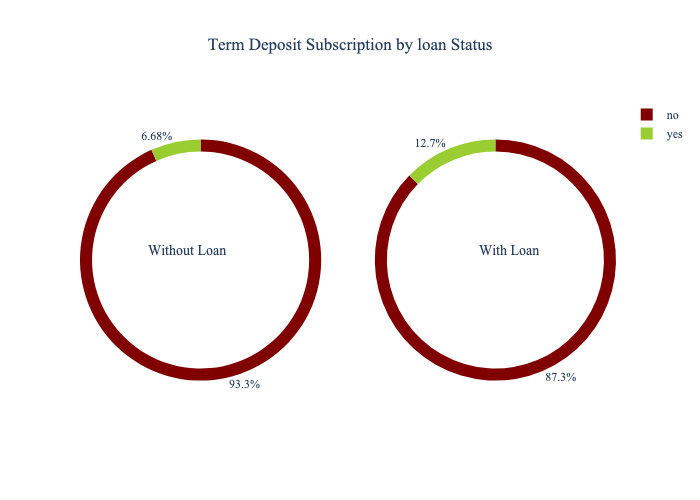 Term Deposit Subscription by loan Status
no
yes
6.68%
Without Loan
93.3%
12.7%
With Loan
87.3%